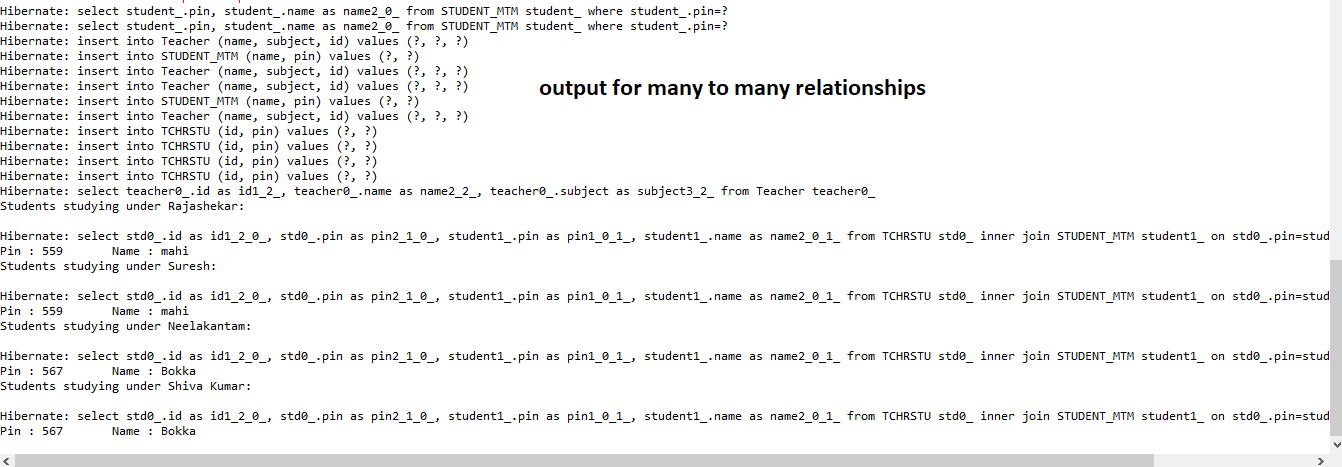 Hibernate: select student_.pin, student_.name as name2_0_ from STUDENT_MTM student_ where student_.pin=?
Hibernate: select student_.pin, student_.name as name2_0_ from STUDENT_MTM student_ where student_.pin=?
Hibernate: insert into Teacher (name, subject, id) values (?, ?, ?)
Hibernate: insert into STUDENT_MTM (name, pin) values (?, ?)
Hibernate: insert into Teacher (name, subject, id) values (?, ?, ?)
Hibernate: insert into Teacher (name, subject, id) values (?, ?, ?)
output for many to many relationships
Hibernate: insert into STUDENT_MTM (name, pin) values (?, ?)
Hibernate: insert into Teacher (name, subject, id) values (?, ?, ?)
Hibernate: insert into TCHRSTU (id, pin) values (?, ?)
Hibernate: insert into TCHRSTU (id, pin) values (?, ?)
Hibernate: insert into TCHRSTU (id, pin) values (?, ?)
Hibernate: insert into TCHRSTU (id, pin) values (?, ?)
Hibernate: select teacher0_.id as id1_2_, teacher0_.name as name2_2_, teacher0_.subject as subject3_2_ from Teacher teacher0_
Students studying under Rajashekar:
Hibernate: select std0_.id as id1_2_0_, std0_.pin as pin2_1_0_, student1_.pin as pin1_0_1_, student1_.name as name2_0_1_ from TCHRSTU std0_ inner join STUDENT_MTM student1_ on std0_.pin=stud
Pin : 559 Name : mahi
Students studying under Suresh:
Hibernate: select std0_.id as id1_2_0_, std0_.pin as pin2_1_0_, student1_.pin as pin1_0_1_, student1_.name as name2_0_1_ from TCHRSTU std0_ inner join STUDENT_MTM student1_ on std0_.pin=stud
Pin : 559 Name : mahi
Students studying under Neelakantam:
Hibernate: select std0_.id as id1_2_0_, std0_.pin as pin2_1_0_, student1_.pin as pin1_0_1_, student1_.name as name2_0_1_ from TCHRSTU std0_ inner join STUDENT_MTM student1_ on std0_.pin=stud
Pin : 567 Name : Bokka
Students studying under Shiva Kumar:
Hibernate: select std0_.id as id1_2_0_, std0_.pin as pin2_1_0_, student1_.pin as pin1_0_1_, student1_.name as name2_0_1_ from TCHRSTU std0_ inner join STUDENT_MTM student1_ on std0_.pin=stud
Pin : 567 Name : Bokka